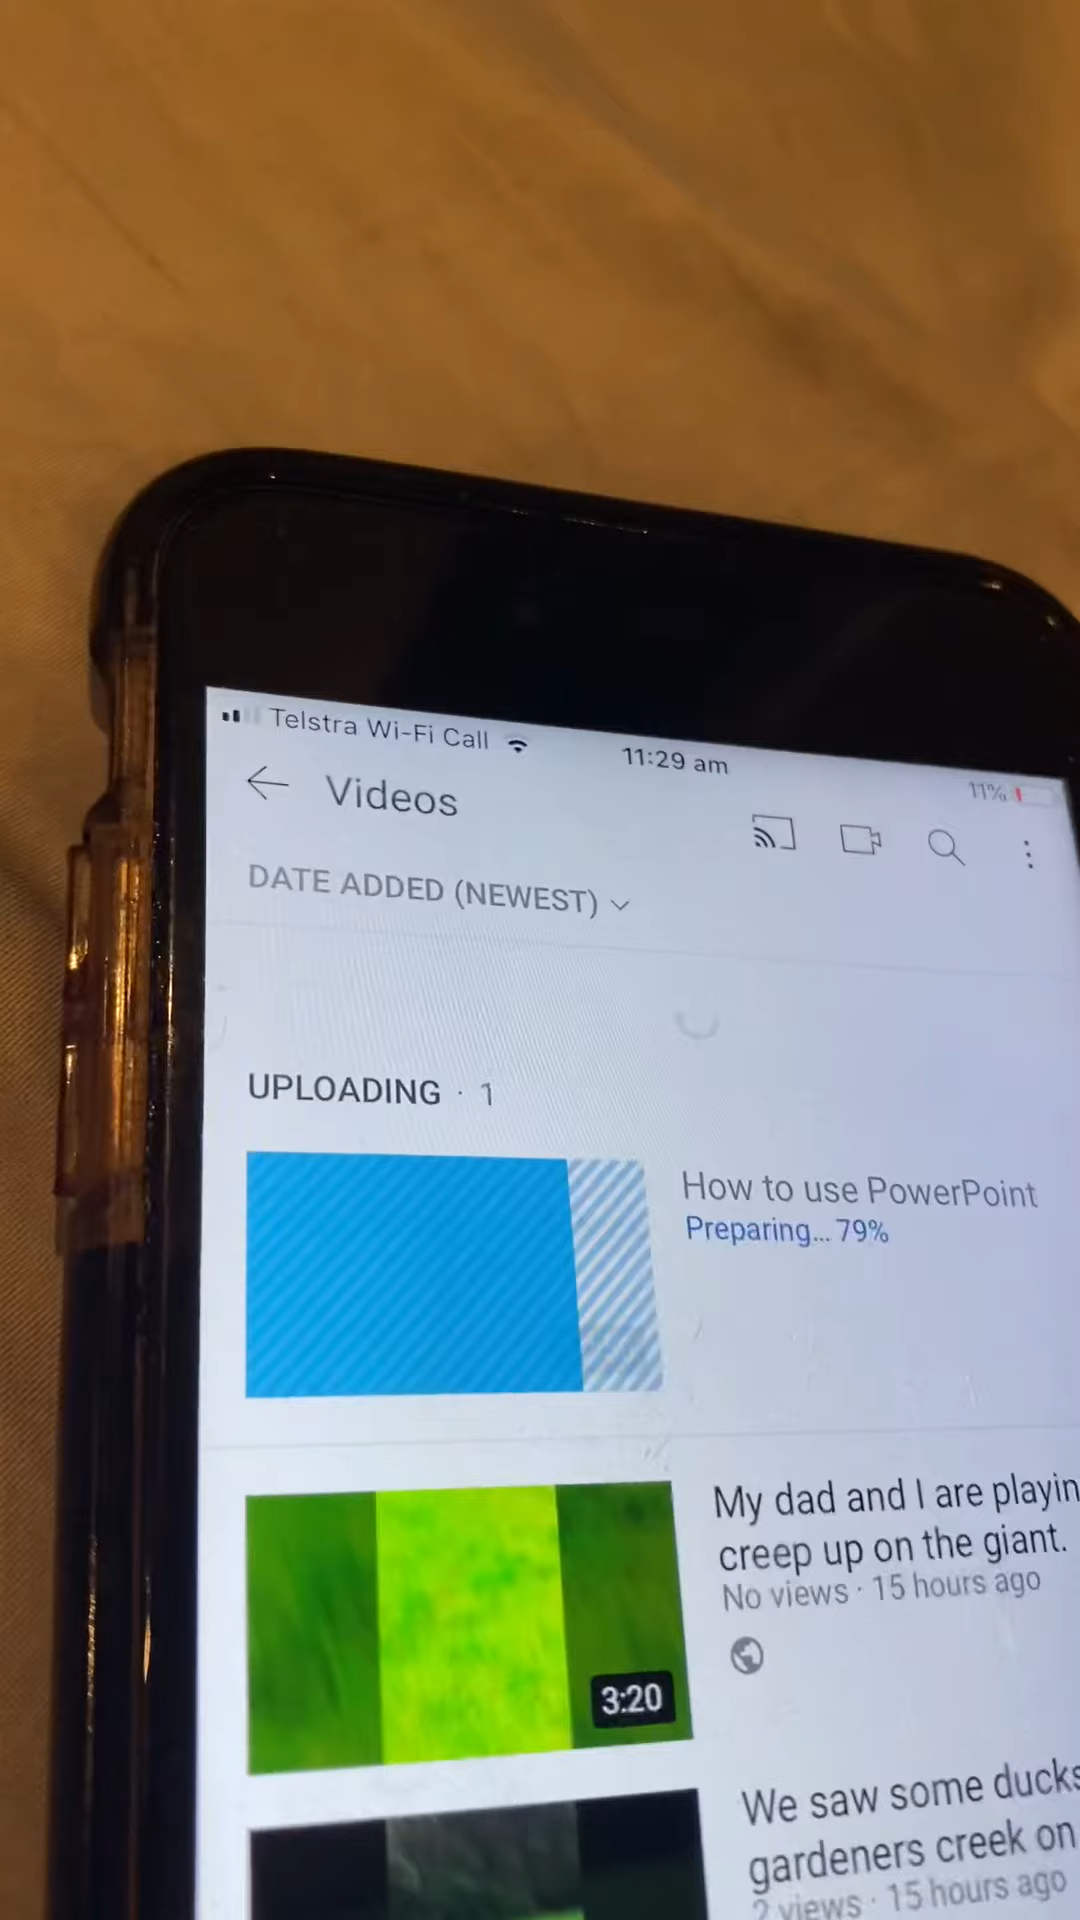 Telstra Wi-Fi Call
11:29 am
11%
Videos
DATE ADDED (NEWEST)
UPLOADING · 1
How to use PowerPoint
Preparing... 79%
My dad and I are playin
creep up on the giant.
No views · 15 hours ago
3:20
We saw some ducks
gardeners creek on
2 views · 15 hours ago